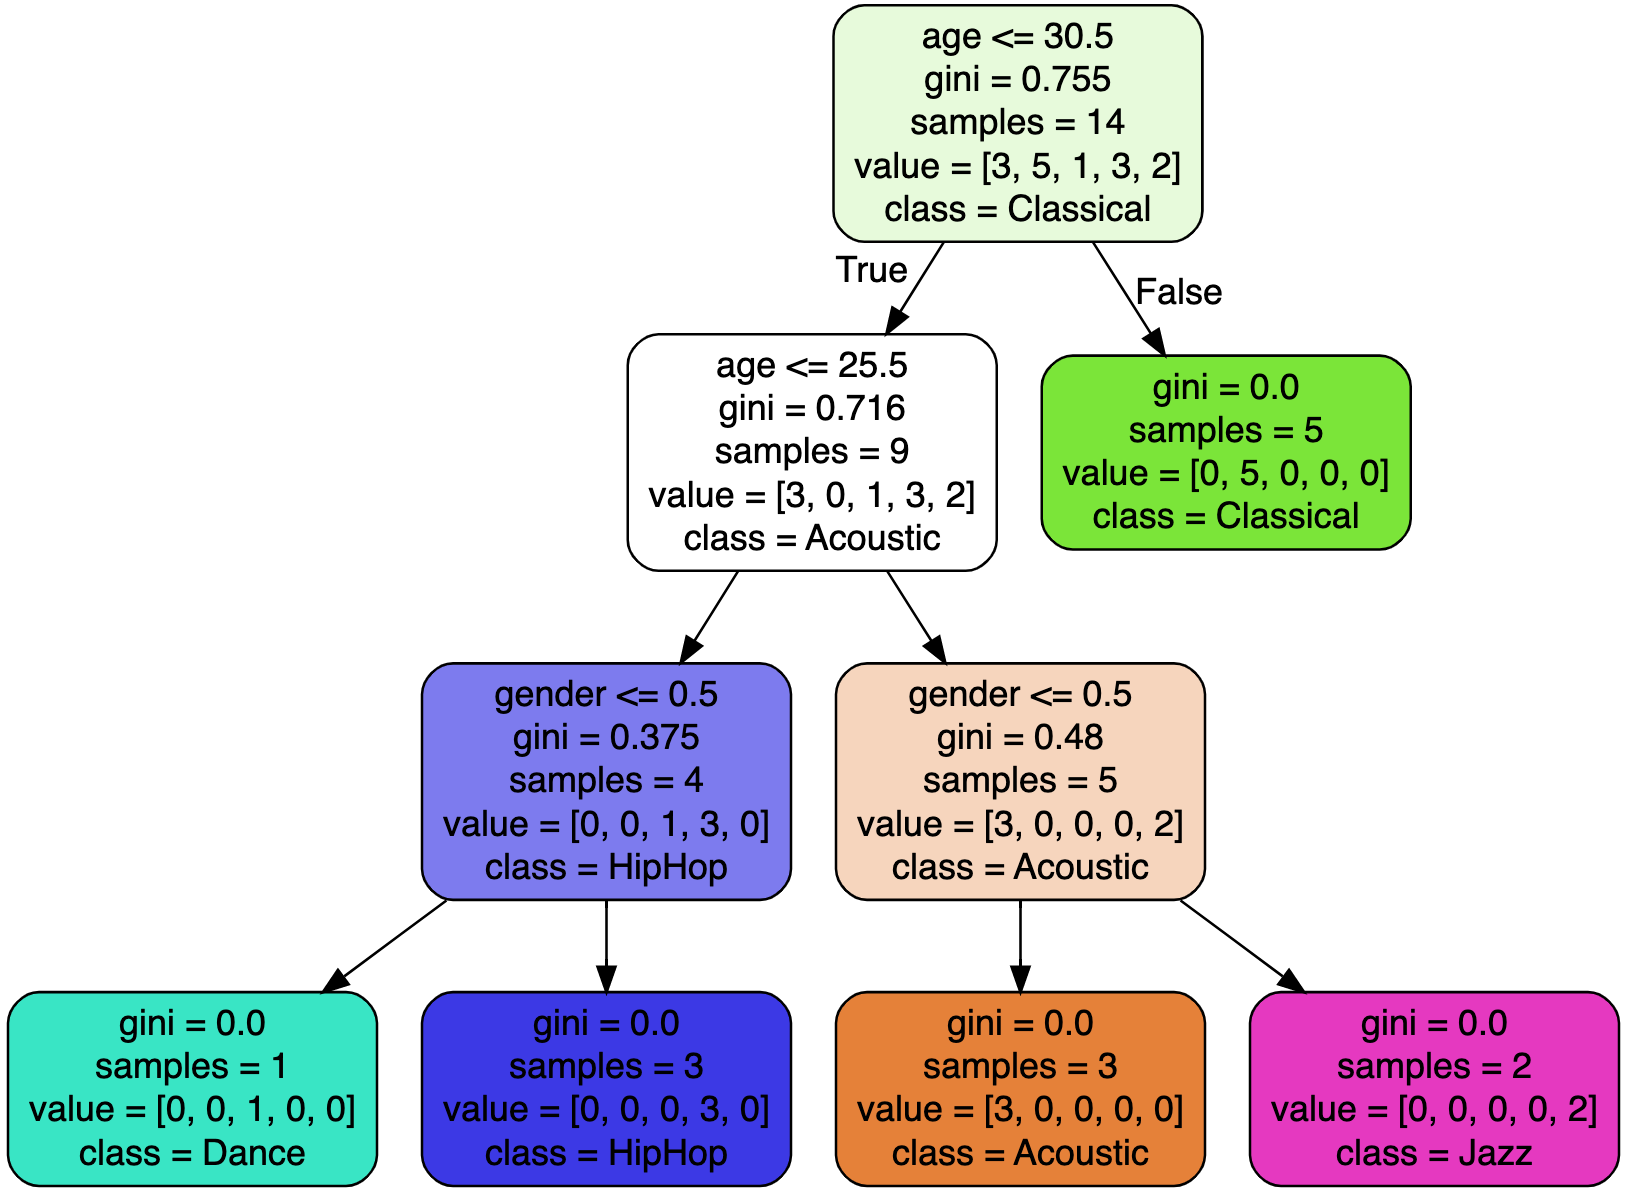 age <= 30.5
gini = 0.755
samples = 14
value = [3, 5, 1, 3, 2]
class = Classical
True
False
age <= 25.5
gini = 0.716
samples = 9
value = [3, 0, 1, 3, 2]
class = Acoustic
gini = 0.0
samples = 5
value = [0, 5, 0, 0, 0]
class = Classical
gender <= 0.5
gini = 0.375
samples = 4
value = [0, 0, 1, 3, 0]
class = HipHop
gender <= 0.5
gini = 0.48
samples = 5
value = [3, 0, 0, 0, 2]
class = Acoustic
gini = 0.0
samples = 1
value = [0, 0, 1, 0, 0]
class = Dance
gini = 0.0
samples = 3
value = [0, 0, 0, 3, 0]
class = HipHop
gini = 0.0
samples = 3
value = [3, 0, 0, 0, 0]
class = Acoustic
gini = 0.0
samples = 2
value = [0, 0, 0, 0, 2]
class = Jazz